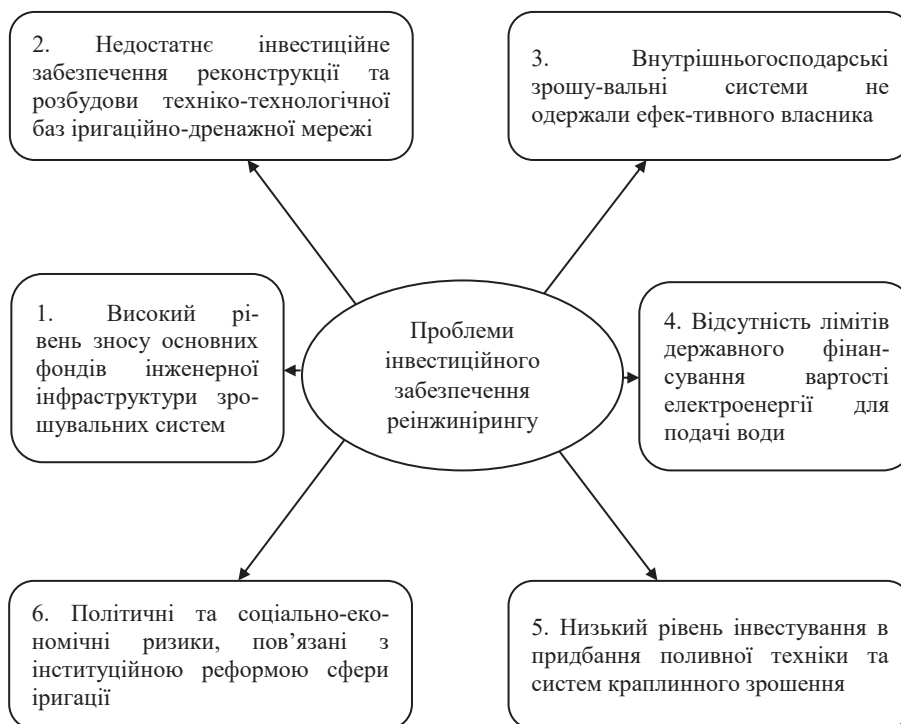 2. Недостатнє інвестиційне
забезпечення реконструкції та
розбудови техніко-технологічної
баз іригаційно-дренажної мережі
3. Внутрішньогосподарські
зрошу-вальні системи не
одержали ефек-тивного власника
1. Високий рі-
вень зносу основних
фондів інженерної
інфраструктури зро-
шувальних систем
Проблеми
інвестиційного
забезпечення
реінжинірингу
4. Відсутність лімітів
державного фінан-
сування вартості
електроенергії для
подачі води
6. Політичні та соціально-еко-
номічні ризики, пов’язані з
інституційною реформою сфери
іригації
5. Низький рівень інвестування в
придбання поливної техніки та
систем краплинного зрошення